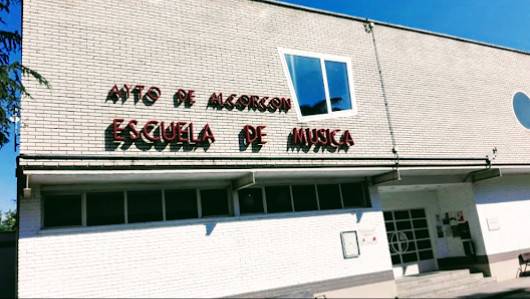 AYTO DE ALCORCON
ESCUELA DE MUSICA